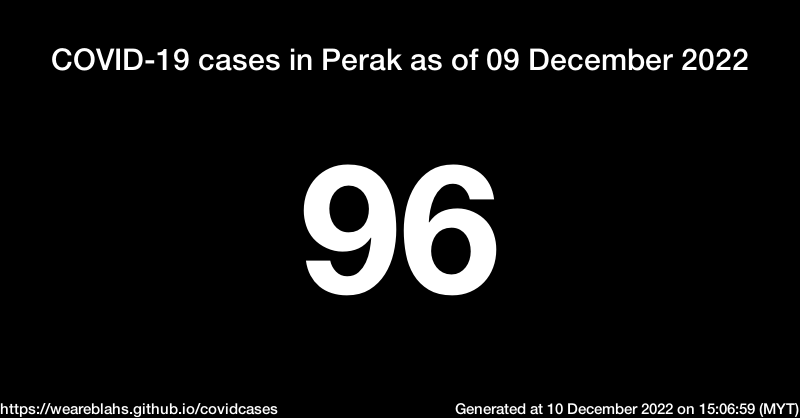 COVID-19 cases in Perak as of 09 December 2022
96
https://weareblahs.github.io/covidcases
Generated at 10 December 2022 on 15:06:59 (MYT)